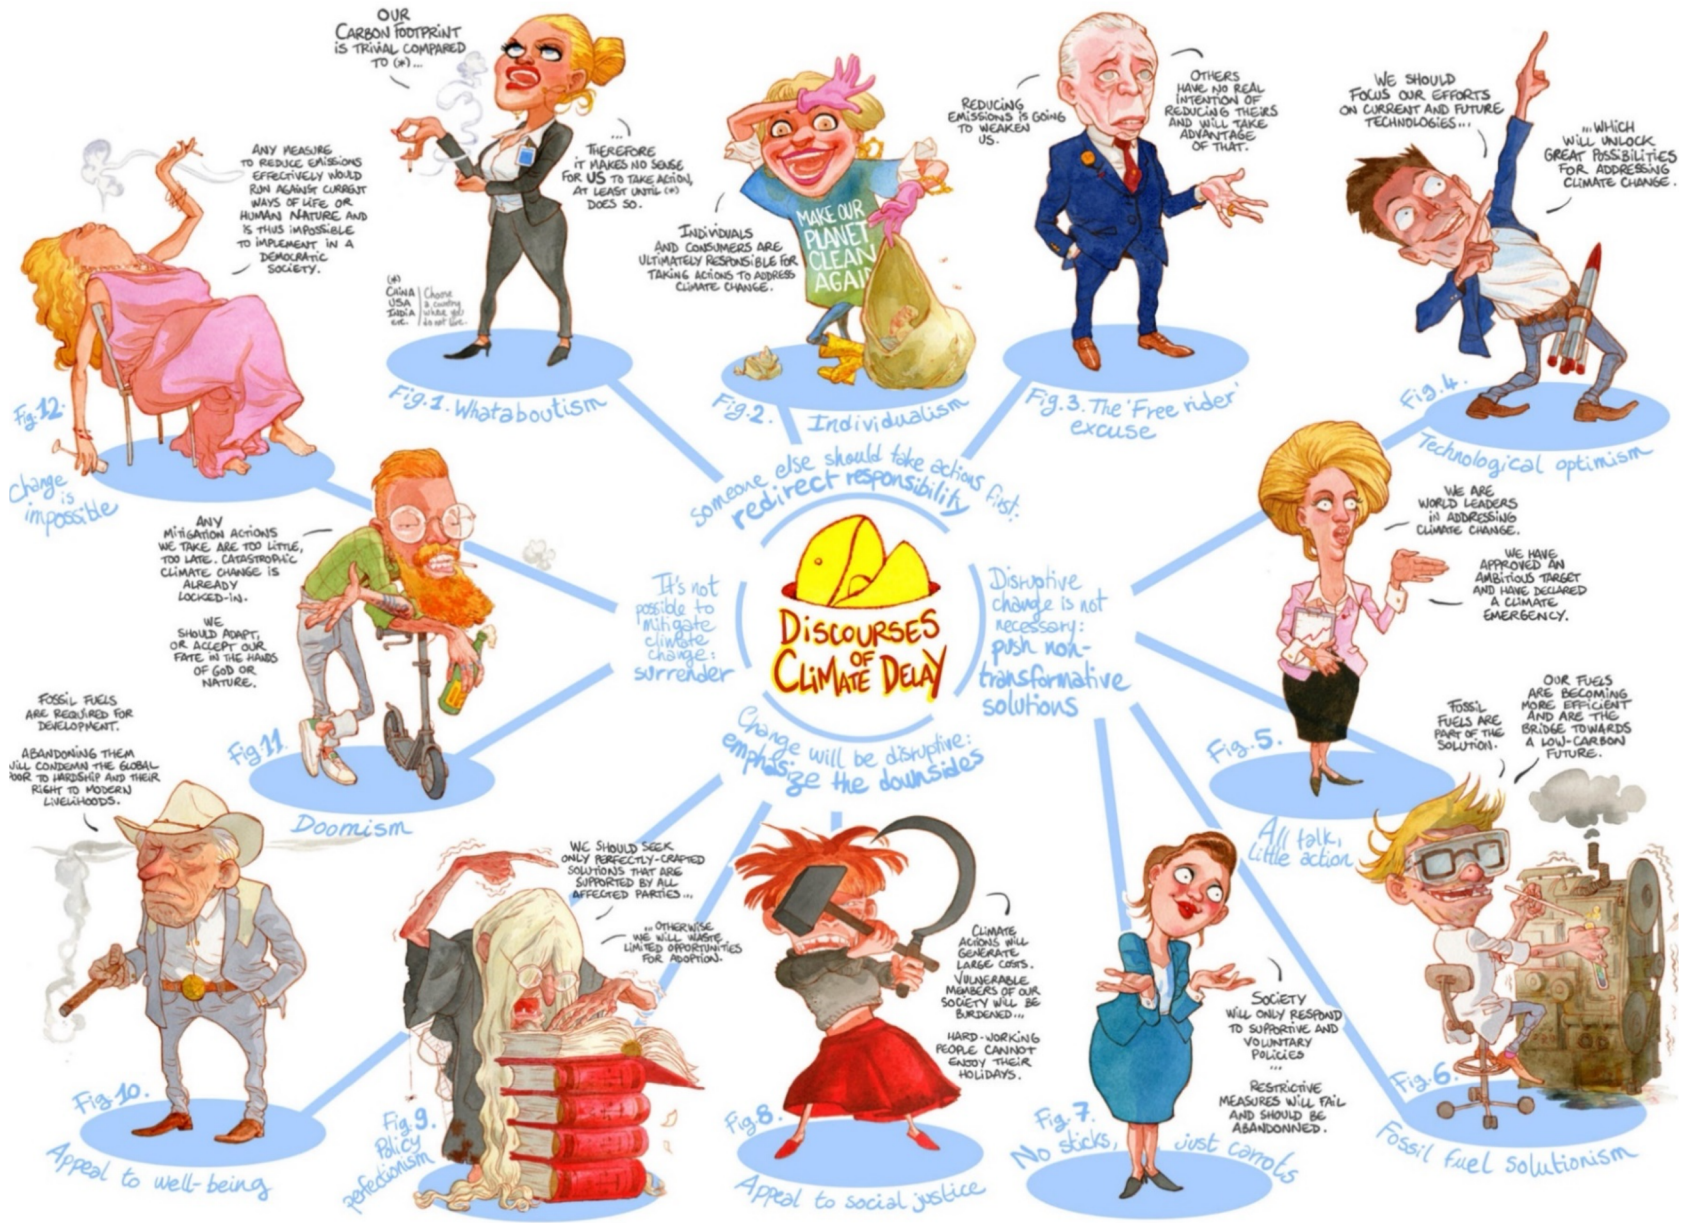 OUR
CARBON FOOTPRINT
IS TRIVIAL COMPARED
TO (*)...
...
THEREFORE
IT MAKES NO SENSE
FOR US TO TAKE ACTION,
AT LEAST UNTIL (*)
DOES SO.
(*)
CHINA
USA
INDIA
etc.
Choose
a country
where you
do not live.
Fig.1. Whataboutism
INDIVIDUALS
AND CONSUMERS ARE
ULTIMATELY RESPONSIBLE FOR
TAKING ACTIONS TO ADDRESS
CLIMATE CHANGE.
MAKE OUR
PLANET
CLEAN
AGAIN
Fig.2. Individualism
REDUCING
EMISSIONS IS GOING
TO WEAKEN
US.
OTHERS
HAVE NO REAL
INTENTION OF
REDUCING THEIRS
AND WILL TAKE
ADVANTAGE
OF THAT.
Fig.3. The 'Free rider'
excuse
WE SHOULD
FOCUS OUR EFFORTS
ON CURRENT AND FUTURE
TECHNOLOGIES...
...WHICH
WILL UNLOCK
GREAT POSSIBILITIES
FOR ADDRESSING
CLIMATE CHANGE.
Fig.4.
Technological optimism
WE ARE
WORLD LEADERS
IN ADDRESSING
CLIMATE CHANGE.
WE HAVE
APPROVED AN
AMBITIOUS TARGET
AND HAVE DECLARED
A CLIMATE
EMERGENCY.
Fig.5.
All talk,
little action
FOSSIL
FUELS ARE
PART OF THE
SOLUTION.
OUR FUELS
ARE BECOMING
MORE EFFICIENT
AND ARE THE
BRIDGE TOWARDS
A LOW-CARBON
FUTURE.
Fig.6.
Fossil fuel solutionism
SOCIETY
WILL ONLY RESPOND
TO SUPPORTIVE AND
VOLUNTARY
POLICIES
...
RESTRICTIVE
MEASURES WILL FAIL
AND SHOULD BE
ABANDONNED.
Fig.7.
No sticks, just carrots
CLIMATE
ACTIONS WILL
GENERATE
LARGE COSTS.
VULNERABLE
MEMBERS OF OUR
SOCIETY WILL BE
BURDENED...
HARD-WORKING
PEOPLE CANNOT
ENJOY THEIR
HOLIDAYS.
Fig.8.
Appeal to social justice
WE SHOULD SEEK
ONLY PERFECTLY-CRAFTED
SOLUTIONS THAT ARE
SUPPORTED BY ALL
AFFECTED PARTIES...
...OTHERWISE
WE WILL WASTE
LIMITED OPPORTUNITIES
FOR ADOPTION.
Fig.9.
Policy
perfectionism
FOSSIL FUELS
ARE REQUIRED FOR
DEVELOPMENT.
ABANDONING THEM
WILL CONDEMN THE GLOBAL
POOR TO HARDSHIP AND THEIR
RIGHT TO MODERN
LIVELIHOODS.
Fig.10.
Appeal to well-being
ANY
MITIGATION ACTIONS
WE TAKE ARE TOO LITTLE,
TOO LATE. CATASTROPHIC
CLIMATE CHANGE IS
ALREADY
LOCKED-IN.
WE
SHOULD ADAPT,
OR ACCEPT OUR
FATE IN THE HANDS
OF GOD OR
NATURE.
Fig.11.
Doomism
ANY MEASURE
TO REDUCE EMISSIONS
EFFECTIVELY WOULD
RUN AGAINST CURRENT
WAYS OF LIFE OR
HUMAN NATURE AND
IS THUS IMPOSSIBLE
TO IMPLEMENT IN A
DEMOCRATIC
SOCIETY.
Fig.12.
Change
is
impossible
someone else should take actions first:
redirect responsibility
Disruptive
change is not
necessary:
push non-
transformative
solutions
Change will be disruptive:
emphasize the downsides
It's not
possible to
mitigate
climate
change:
surrender
DISCOURSES
OF
CLIMATE DELAY